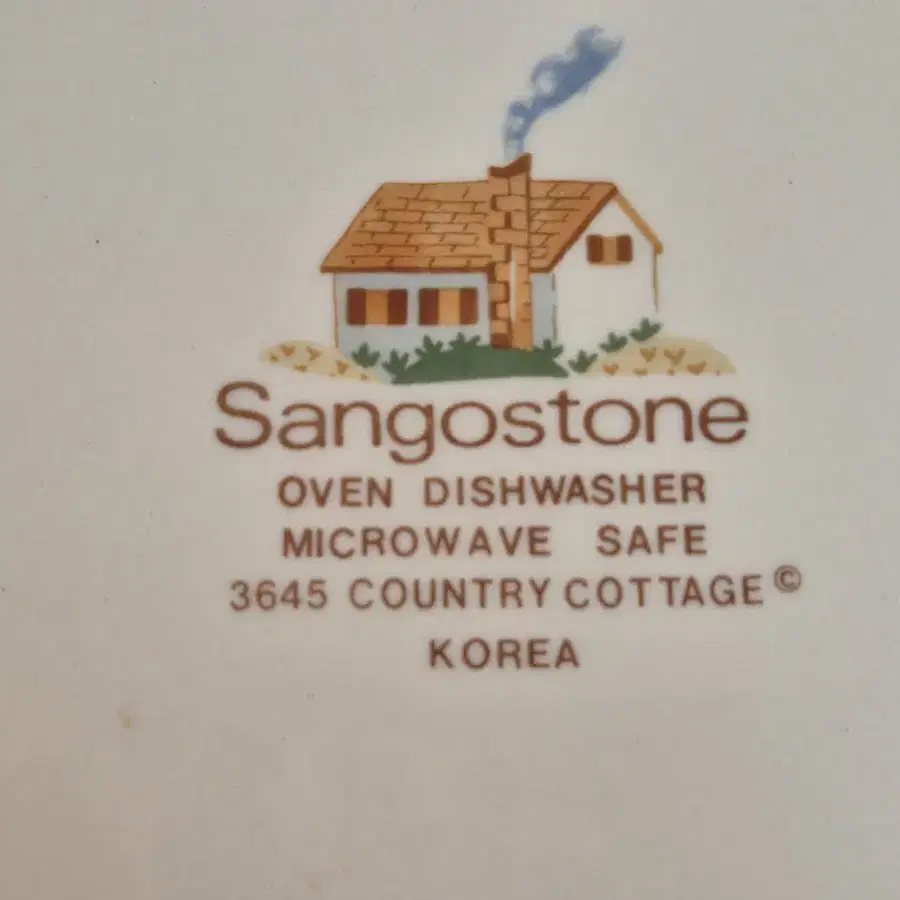 Sangostone
OVEN DISHWASHER
MICROWAVE SAFE
3645 COUNTRY COTTAGE ©
KOREA